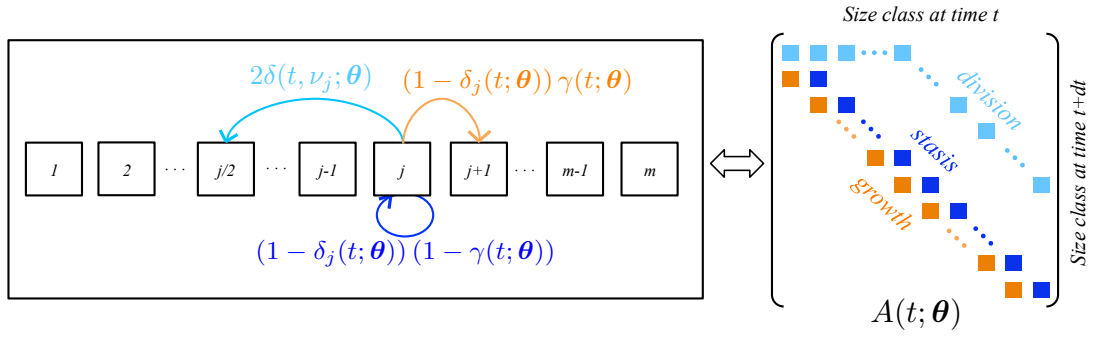 Size class at time t
2δ(t, ν_j; θ)
(1 − δ_j(t; θ)) γ(t; θ)
1 2 ··· j/2 ··· j-1 j j+1 ··· m-1 m
(1 − δ_j(t; θ)) (1 − γ(t; θ))
division
stasis
growth
Size class at time t+dt
A(t; θ)